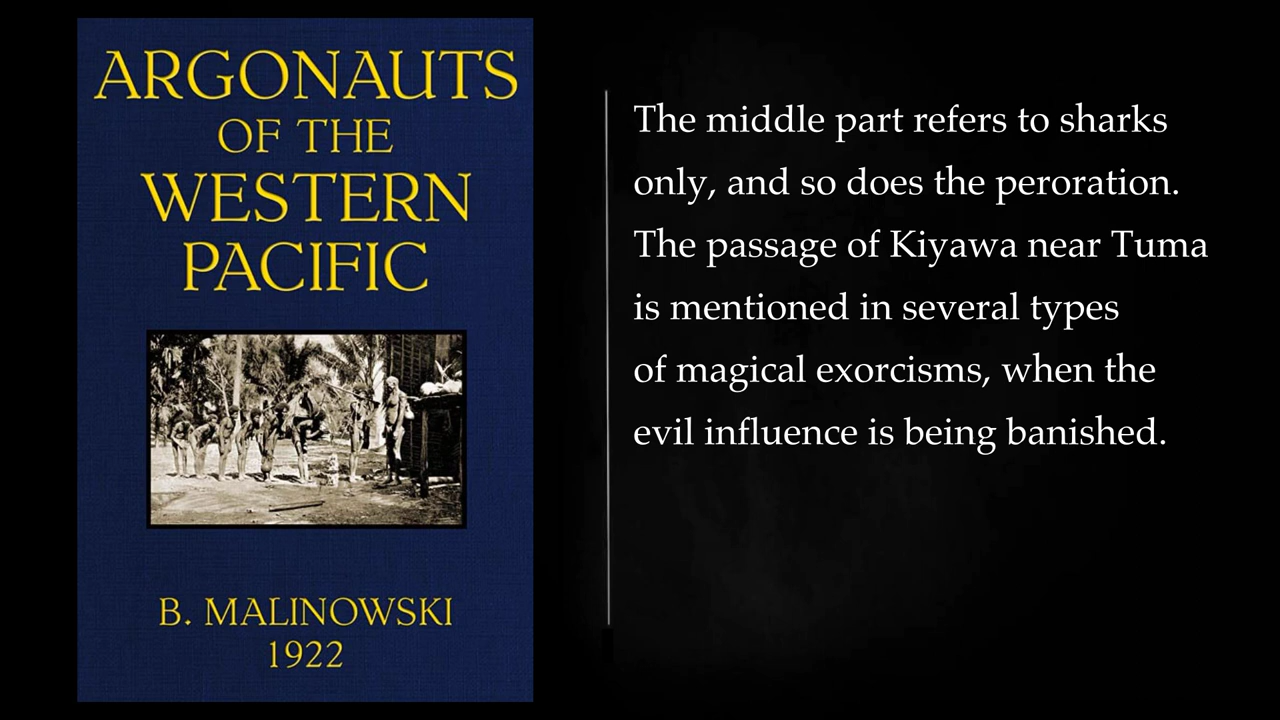 ARGONAUTS
OF THE
WESTERN
PACIFIC
B. MALINOWSKI
1922
The middle part refers to sharks
only, and so does the peroration.
The passage of Kiyawa near Tuma
is mentioned in several types
of magical exorcisms, when the
evil influence is being banished.